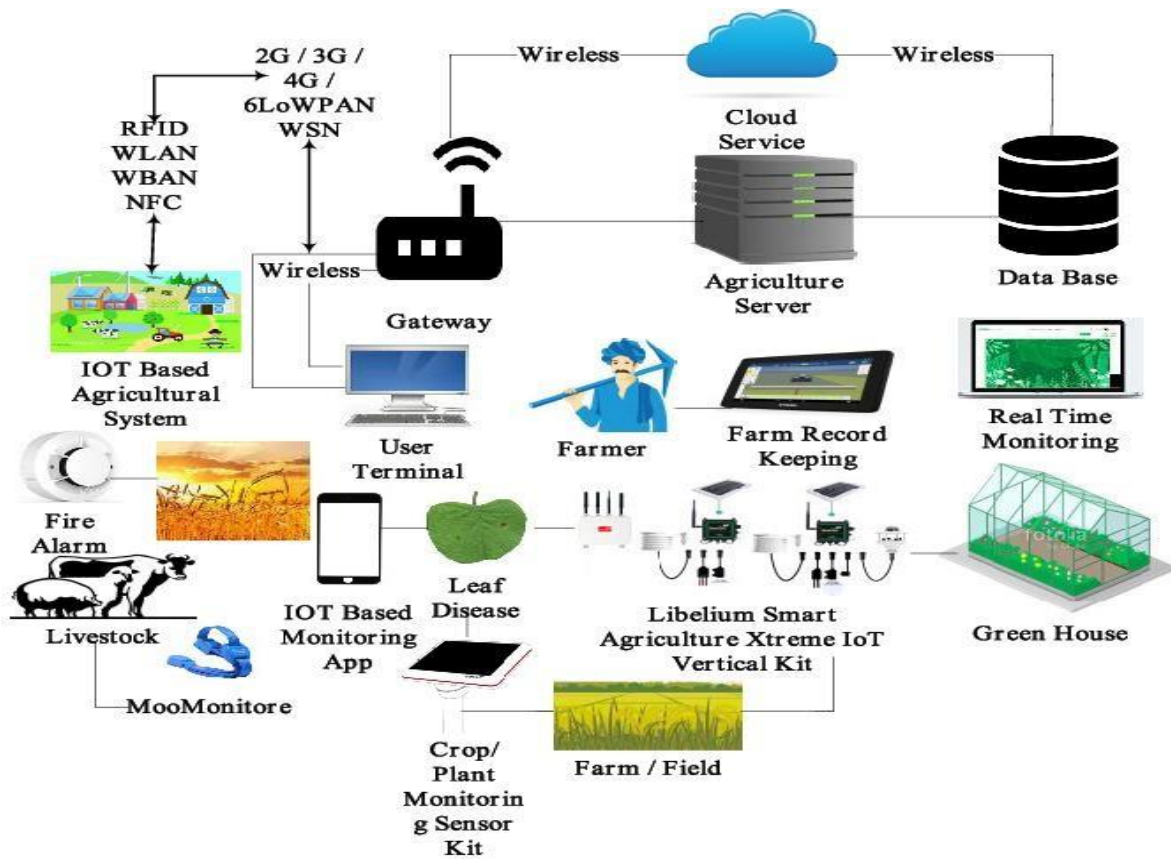 2G / 3G /
4G /
6LoWPAN
WSN
RFID
WLAN
WBAN
NFC
Wireless
Wireless
Cloud
Service
Wireless
Gateway
Agriculture
Server
Data Base
IOT Based
Agricultural
System
User
Terminal
Farmer
Farm Record
Keeping
Real Time
Monitoring
Fire
Alarm
Livestock
MooMonitore
IOT Based
Monitoring
App
Leaf
Disease
Libelium Smart
Agriculture Xtreme IoT
Vertical Kit
Green House
Crop/
Plant
Monitorin
g Sensor
Kit
Farm / Field